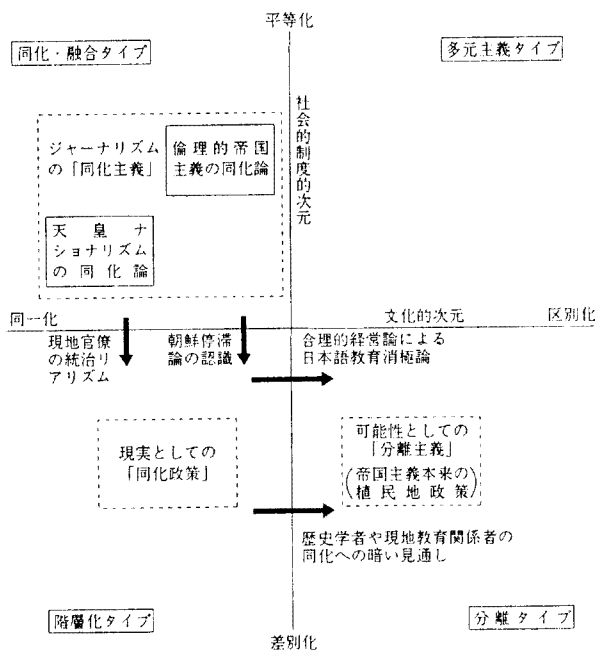 平等化
同化・融合タイプ
多元主義タイプ
社会的制度的次元
ジャーナリズム
の「同化主義」
倫理的帝国
主義の同化論
天皇ナ
ショナリズム
の同化論
同一化
文化的次元
区別化
現地官僚
の統治リ
アリズム
朝鮮停滞
論の認識
合理的経営論による
日本語教育消極論
現実としての
「同化政策」
可能性としての
「分離主義」
(帝国主義本来の
植民地政策)
歴史学者や現地教育関係者の
同化への暗い見通し
階層化タイプ
分離タイプ
差別化